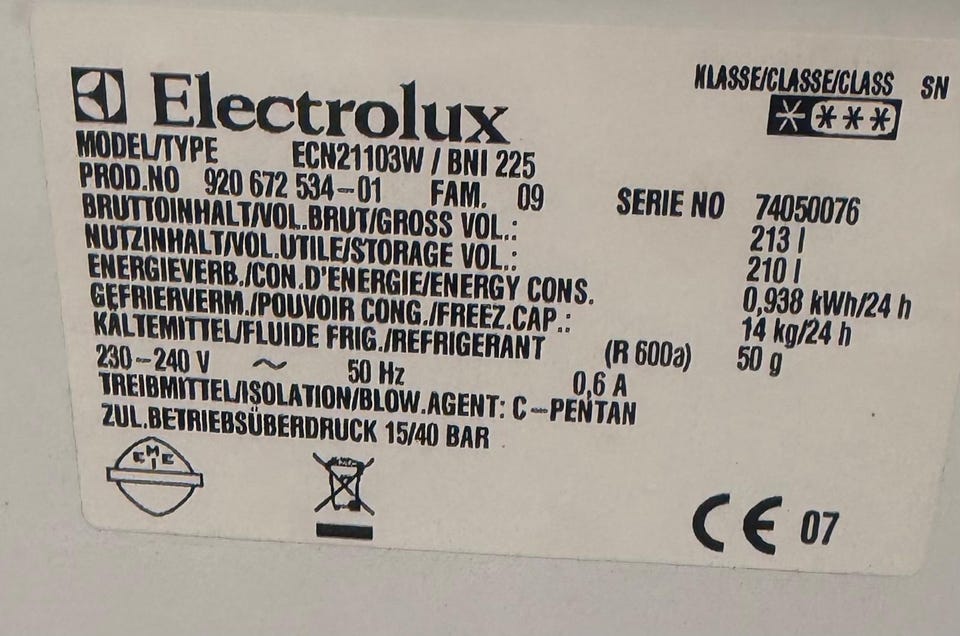 Electrolux
KLASSE/CLASSE/CLASS SN
MODEL/TYPE ECN21103W / BNI 225
PROD.NO 920 672 534-01 FAM. 09 SERIE NO 74050076
BRUTTOINHALT/VOL.BRUT/GROSS VOL.: 213 l
NUTZINHALT/VOL.UTILE/STORAGE VOL.: 210 l
ENERGIEVERB./CON.D'ENERGIE/ENERGY CONS. 0,938 kWh/24 h
GEFRIERVERM./POUVOIR CONG./FREEZ.CAP.: 14 kg/24 h
KÄLTEMITTEL/FLUIDE FRIG./REFRIGERANT (R 600a) 50 g
230-240 V ~ 50 Hz 0,6 A
TREIBMITTEL/ISOLATION/BLOW.AGENT: C-PENTAN
ZUL.BETRIEBSÜBERDRUCK 15/40 BAR
EMEI
CE 07